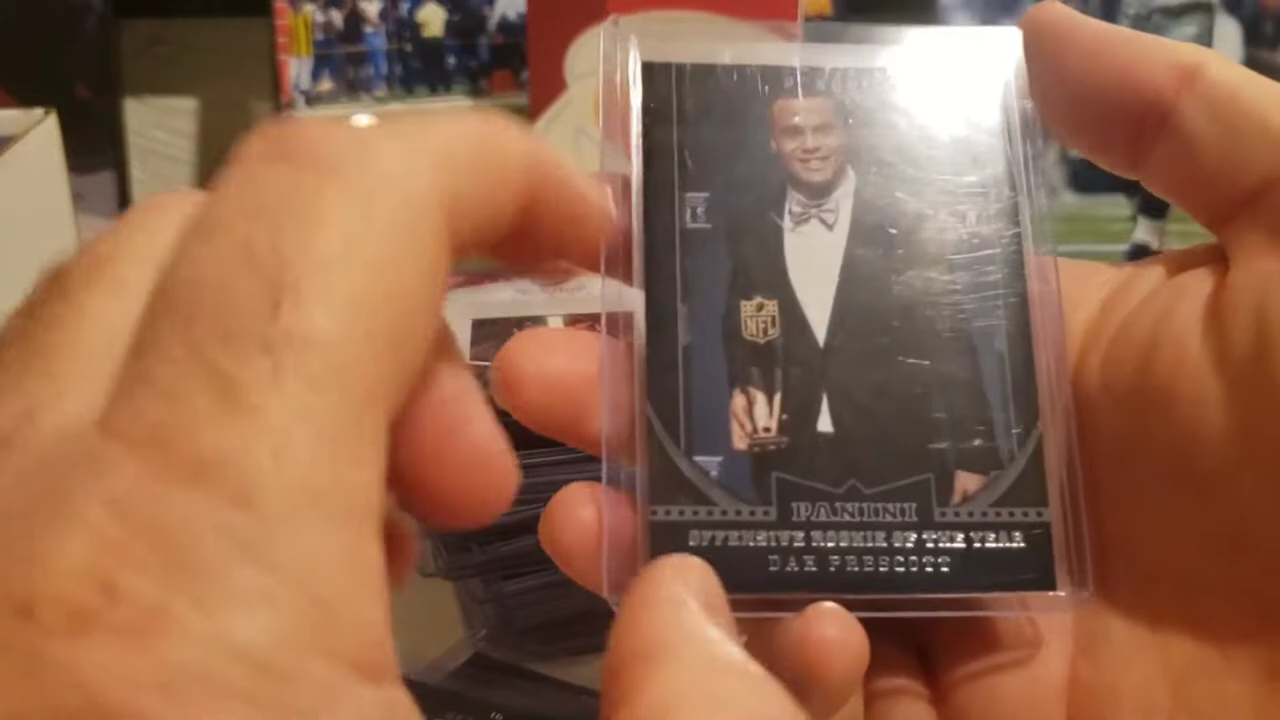 NFL
PANINI
OFFENSIVE ROOKIE OF THE YEAR
DAK PRESCOTT